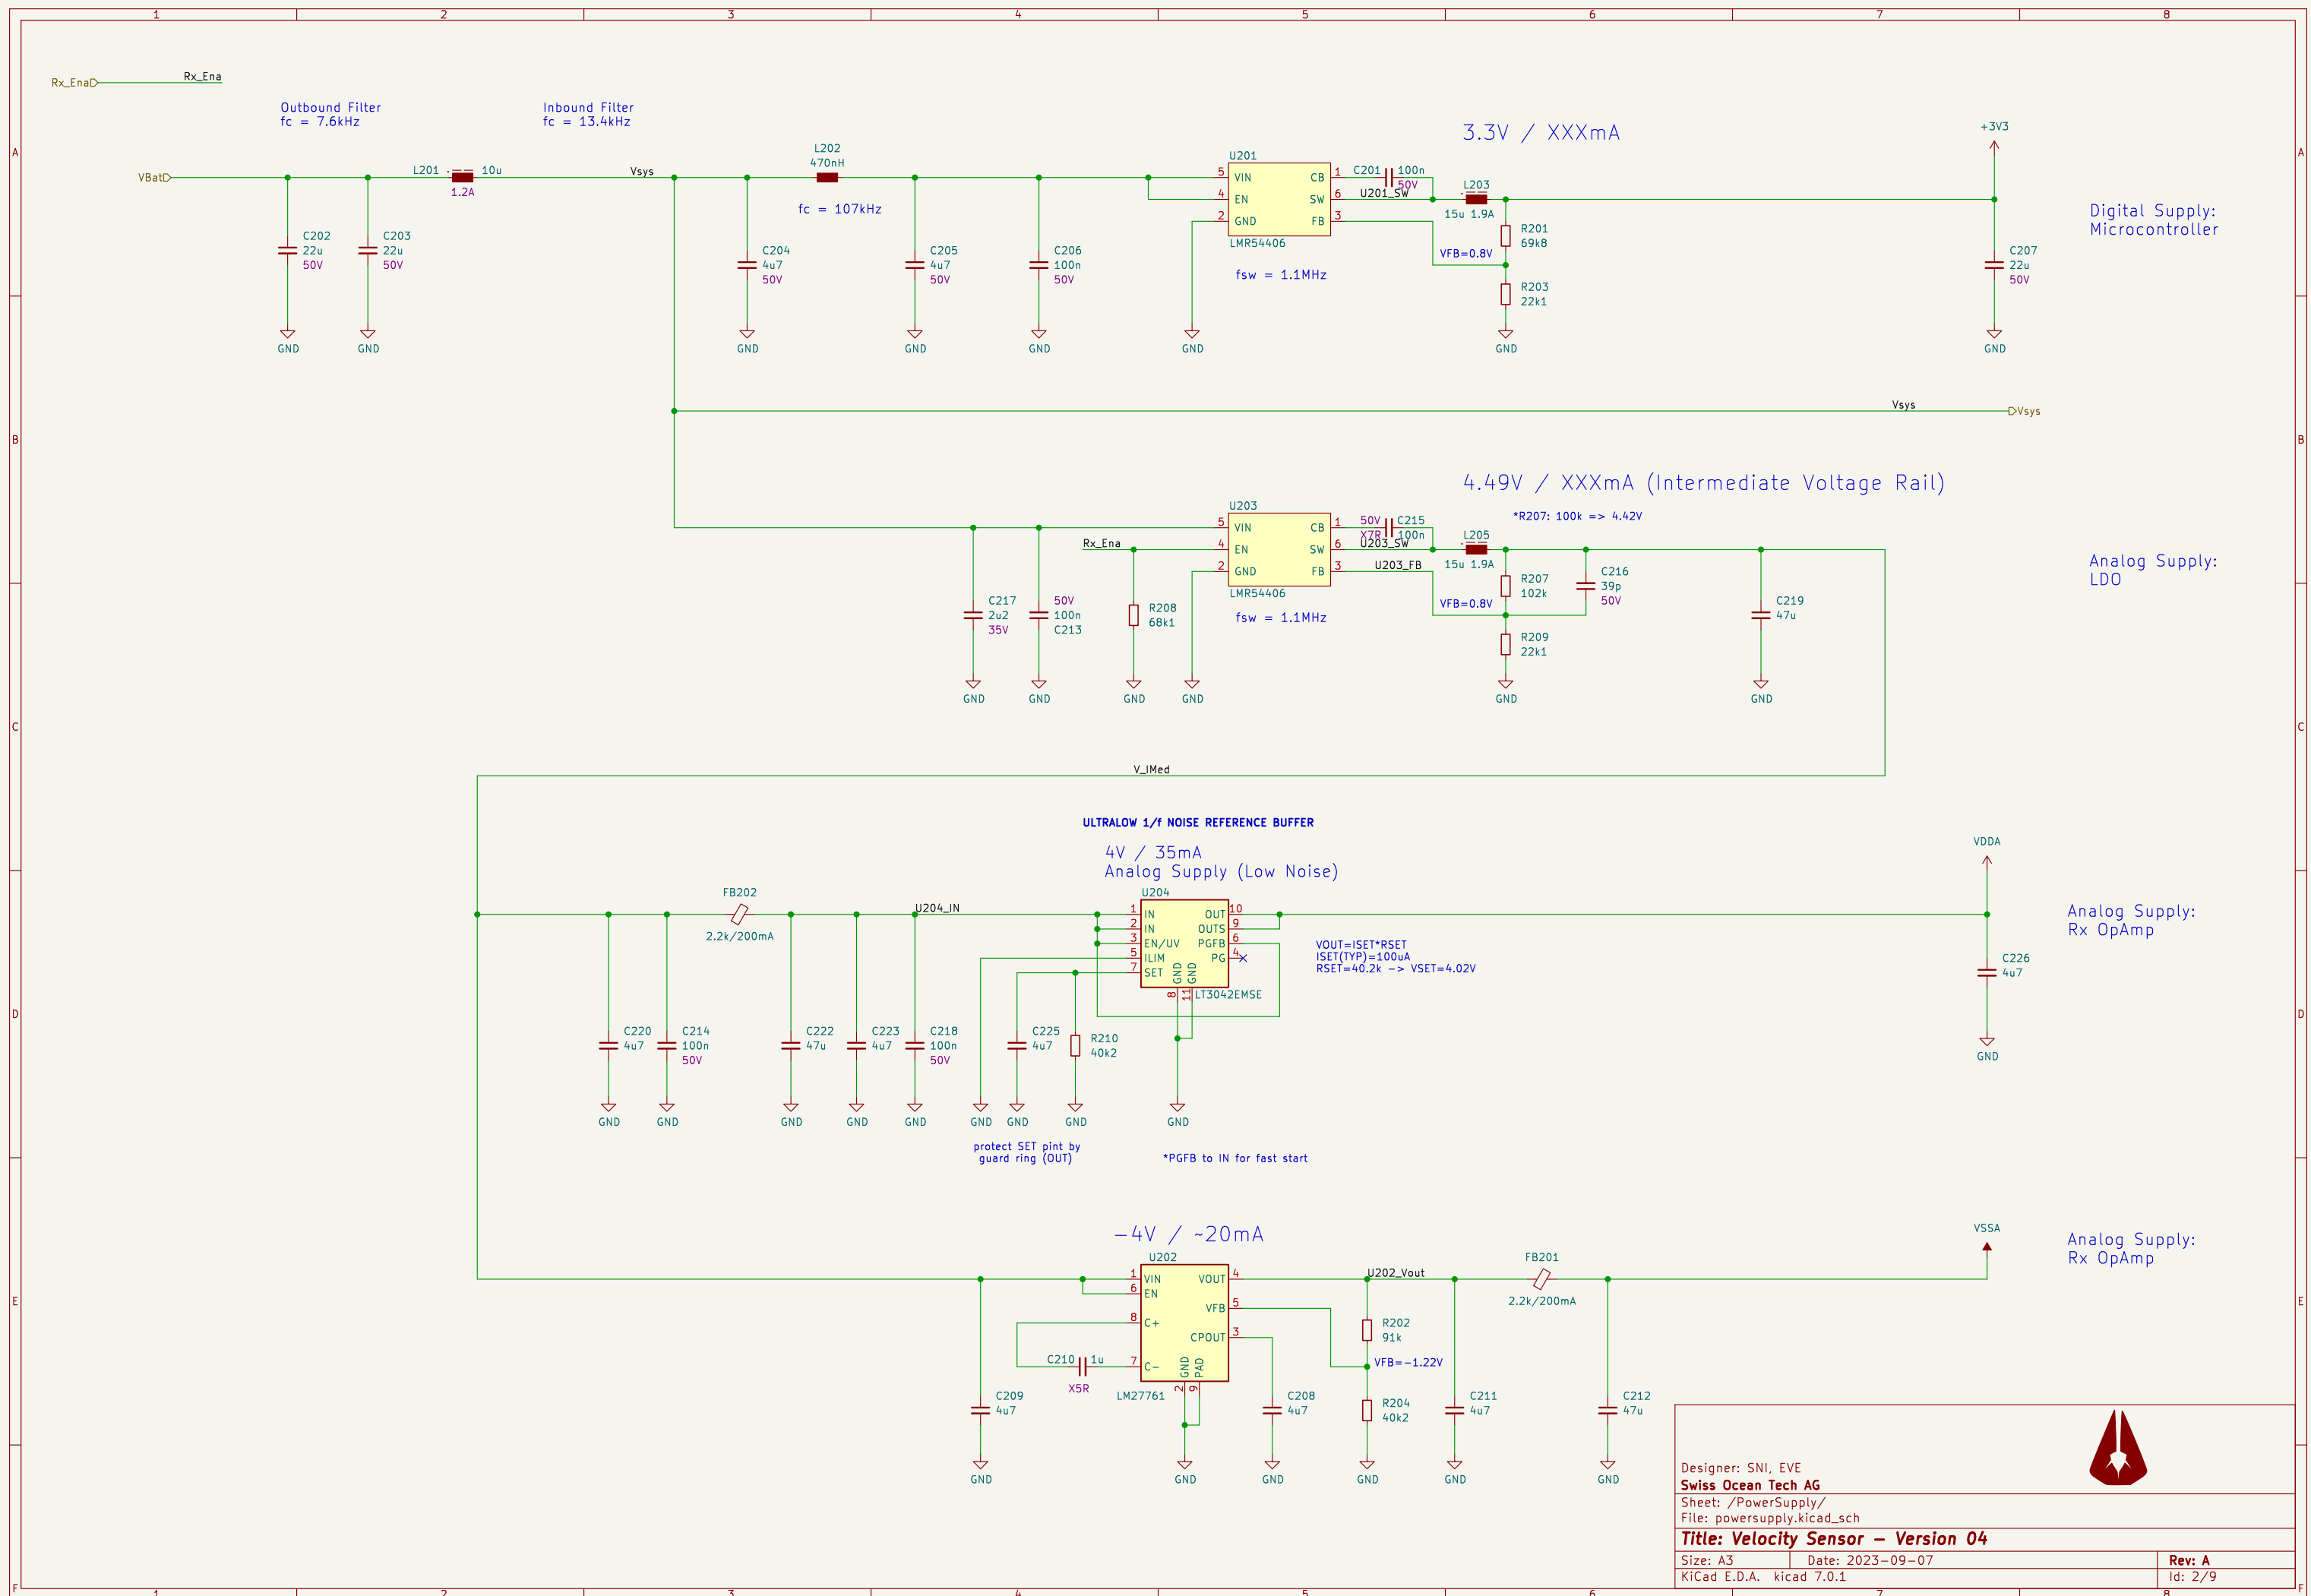 1 2 3 4 5 6 7 8
Rx_Ena Rx_Ena
Outbound Filter
fc = 7.6kHz
Inbound Filter
fc = 13.4kHz
3.3V / XXXmA
+3V3
A A
VBat
L201 10u
1.2A
Vsys
L202
470nH
fc = 107kHz
U201
5 VIN CB 1
4 EN SW 6
2 GND FB 3
LMR54406
fsw = 1.1MHz
C201 100n
50V
U201_SW
L203
15u 1.9A
R201
69k8
VFB=0.8V
R203
22k1
Digital Supply:
Microcontroller
C202
22u
50V
C203
22u
50V
C204
4u7
50V
C205
4u7
50V
C206
100n
50V
C207
22u
50V
GND GND GND GND GND GND GND GND
Vsys Vsys
B B
4.49V / XXXmA (Intermediate Voltage Rail)
*R207: 100k => 4.42V
U203
5 VIN CB 1
4 EN SW 6
2 GND FB 3
LMR54406
fsw = 1.1MHz
Rx_Ena
50V C215
X7R 100n
U203_SW
U203_FB
L205
15u 1.9A
R207
102k
VFB=0.8V
R209
22k1
C216
39p
50V
C219
47u
Analog Supply:
LDO
C217
2u2
35V
50V
100n
C213
R208
68k1
GND GND GND GND GND GND
C C
V_IMed
ULTRALOW 1/f NOISE REFERENCE BUFFER
4V / 35mA
Analog Supply (Low Noise)
VDDA
FB202
2.2k/200mA
U204_IN
U204
1 IN OUT 10
2 IN OUTS 9
3 EN/UV PGFB 6
5 ILIM PG 4
7 SET
GND GND
8 11
LT3042EMSE
VOUT=ISET*RSET
ISET(TYP)=100uA
RSET=40.2k -> VSET=4.02V
Analog Supply:
Rx OpAmp
C226
4u7
GND
D D
C220
4u7
C214
100n
50V
C222
47u
C223
4u7
C218
100n
50V
C225
4u7
R210
40k2
GND GND GND GND GND GND GND GND GND
protect SET pint by
guard ring (OUT)
*PGFB to IN for fast start
-4V / ~20mA
VSSA
U202
1 VIN VOUT 4
6 EN
VFB 5
8 C+
CPOUT 3
7 C-
GND PAD
2 9
LM27761
C210 1u
X5R
U202_Vout
FB201
2.2k/200mA
R202
91k
VFB=-1.22V
R204
40k2
Analog Supply:
Rx OpAmp
E E
C209
4u7
C208
4u7
C211
4u7
C212
47u
GND GND GND GND GND GND
Designer: SNI, EVE
Swiss Ocean Tech AG
Sheet: /PowerSupply/
File: powersupply.kicad_sch
Title: Velocity Sensor - Version 04
Size: A3 Date: 2023-09-07 Rev: A
KiCad E.D.A. kicad 7.0.1 Id: 2/9
F F
1 2 3 4 5 6 7 8